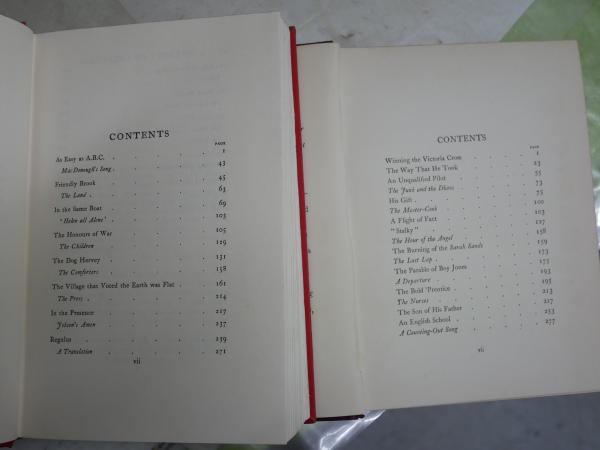 CONTENTS
PAGE
As Easy as A.B.C. . . . . . 1
MacDonough's Song . . . . . 43
Friendly Brook . . . . . 45
The Land . . . . . 63
In the Same Boat . . . . . 69
"Helen all Alone" . . . . . 103
The Honours of War . . . . . 105
The Children . . . . . 129
The Dog Hervey . . . . . 131
The Comforters . . . . . 158
The Village that Voted the Earth was Flat . . 161
The Press . . . . . 214
In the Presence . . . . . 217
Jobson's Amen . . . . . 237
Regulus . . . . . 239
A Translation . . . . . 271
vii
CONTENTS
PAGE
Winning the Victoria Cross . . . . 1
The Way That He Took . . . . 23
An Unqualified Pilot . . . . 55
The Junk and the Dhow . . . . 73
His Gift . . . . 75
The Master-Cook . . . . 100
A Flight of Fact . . . . 103
"Stalky" . . . . 127
The Hour of the Angel . . . . 158
The Burning of the Sarah Sands . . . . 159
The Last Lap . . . . 173
The Parable of Boy Jones . . . . 175
A Departure . . . . 193
The Bold 'Prentice . . . . 195
The Nurses . . . . 213
The Son of His Father . . . . 217
An English School . . . . 253
A Counting-Out Song . . . . 277
vii